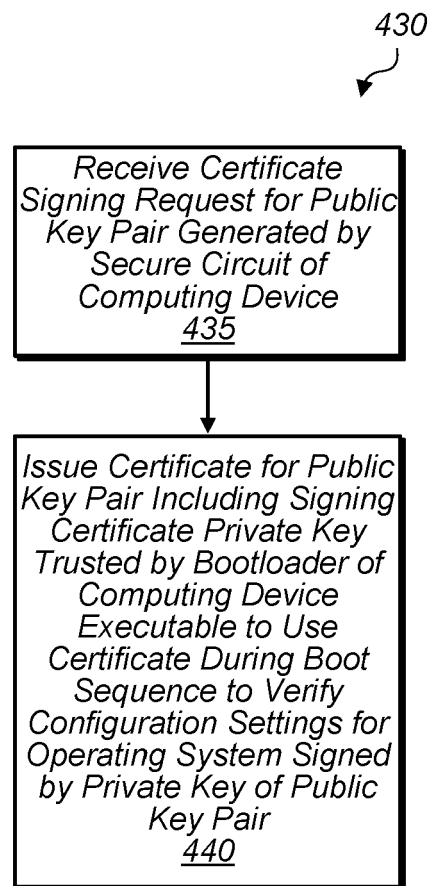 430
Receive Certificate
Signing Request for Public
Key Pair Generated by
Secure Circuit of
Computing Device
435
Issue Certificate for Public
Key Pair Including Signing
Certificate Private Key
Trusted by Bootloader of
Computing Device
Executable to Use
Certificate During Boot
Sequence to Verify
Configuration Settings for
Operating System Signed
by Private Key of Public
Key Pair
440